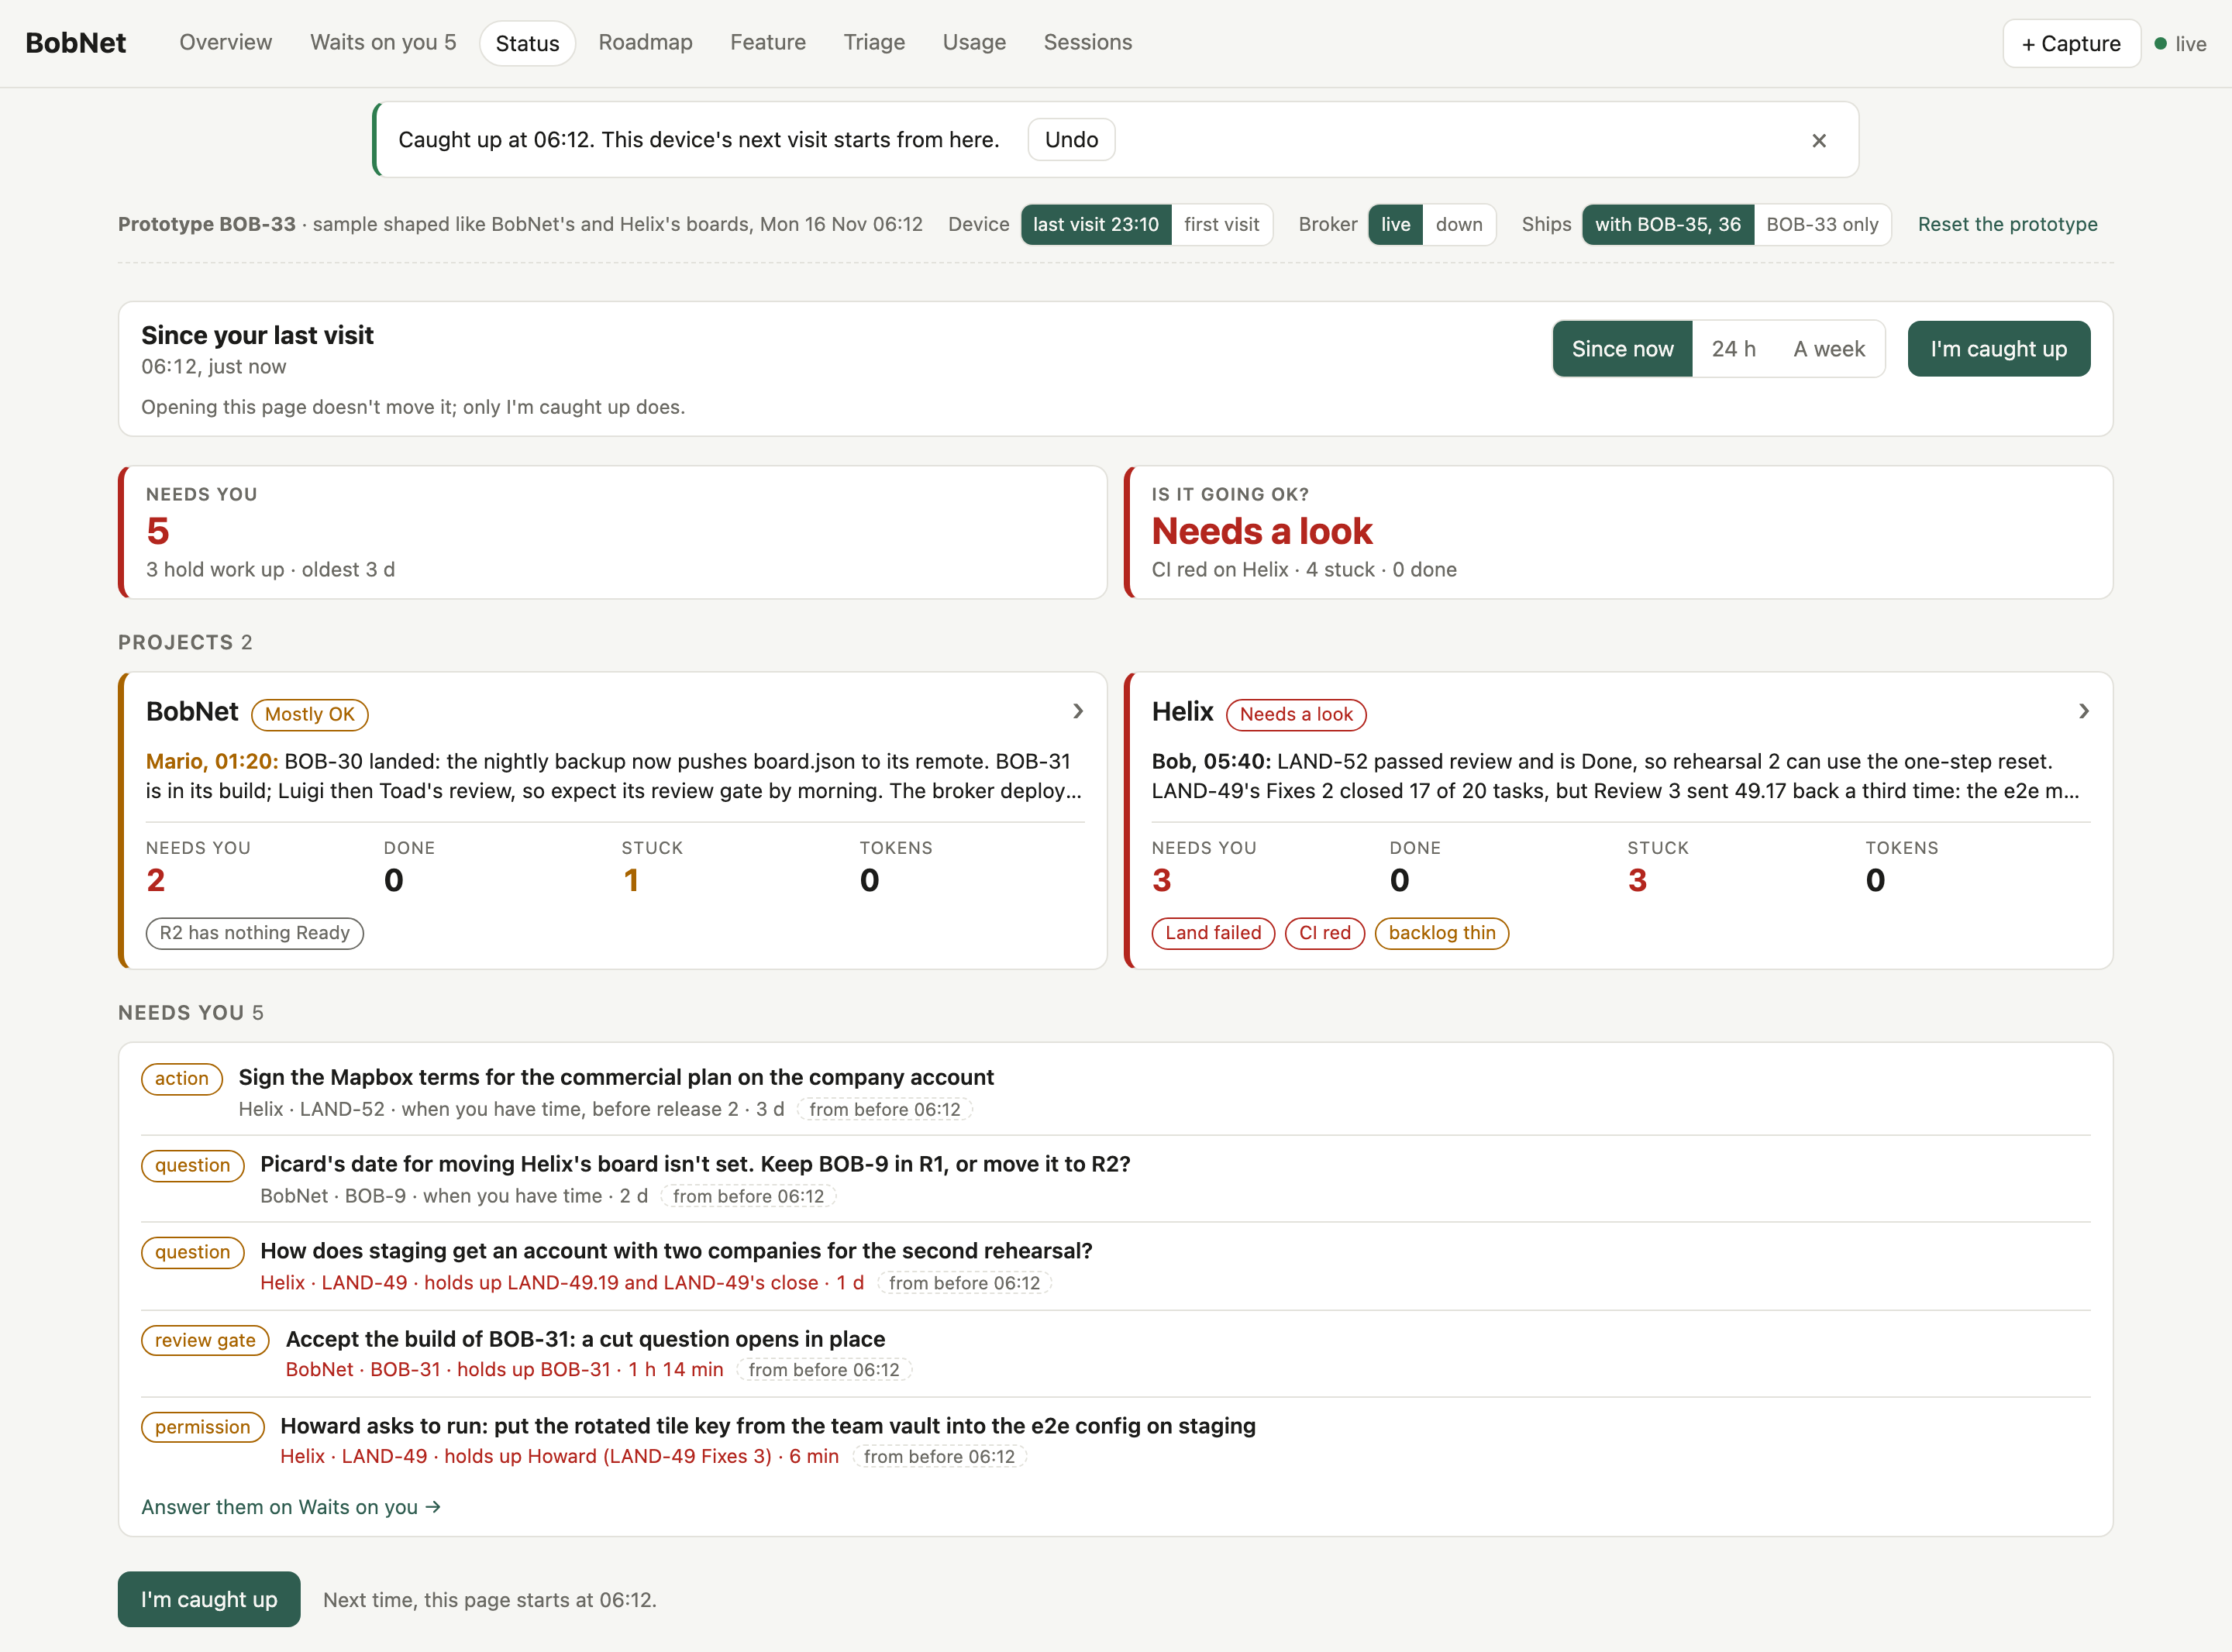 BobNet Overview Waits on you 5 Status Roadmap Feature Triage Usage Sessions + Capture live
Caught up at 06:12. This device's next visit starts from here. Undo ×
Prototype BOB-33 · sample shaped like BobNet's and Helix's boards, Mon 16 Nov 06:12 Device last visit 23:10 first visit Broker live down Ships with BOB-35, 36 BOB-33 only Reset the prototype
Since your last visit
06:12, just now
Since now 24 h A week I'm caught up
Opening this page doesn't move it; only I'm caught up does.
NEEDS YOU
5
3 hold work up · oldest 3 d
IS IT GOING OK?
Needs a look
CI red on Helix · 4 stuck · 0 done
PROJECTS 2
BobNet Mostly OK
Mario, 01:20: BOB-30 landed: the nightly backup now pushes board.json to its remote. BOB-31
is in its build; Luigi then Toad's review, so expect its review gate by morning. The broker deploy...
NEEDS YOU DONE STUCK TOKENS
2 0 1 0
R2 has nothing Ready
Helix Needs a look
Bob, 05:40: LAND-52 passed review and is Done, so rehearsal 2 can use the one-step reset.
LAND-49's Fixes 2 closed 17 of 20 tasks, but Review 3 sent 49.17 back a third time: the e2e m...
NEEDS YOU DONE STUCK TOKENS
3 0 3 0
Land failed CI red backlog thin
NEEDS YOU 5
action Sign the Mapbox terms for the commercial plan on the company account
Helix · LAND-52 · when you have time, before release 2 · 3 d from before 06:12
question Picard's date for moving Helix's board isn't set. Keep BOB-9 in R1, or move it to R2?
BobNet · BOB-9 · when you have time · 2 d from before 06:12
question How does staging get an account with two companies for the second rehearsal?
Helix · LAND-49 · holds up LAND-49.19 and LAND-49's close · 1 d from before 06:12
review gate Accept the build of BOB-31: a cut question opens in place
BobNet · BOB-31 · holds up BOB-31 · 1 h 14 min from before 06:12
permission Howard asks to run: put the rotated tile key from the team vault into the e2e config on staging
Helix · LAND-49 · holds up Howard (LAND-49 Fixes 3) · 6 min from before 06:12
Answer them on Waits on you →
I'm caught up Next time, this page starts at 06:12.